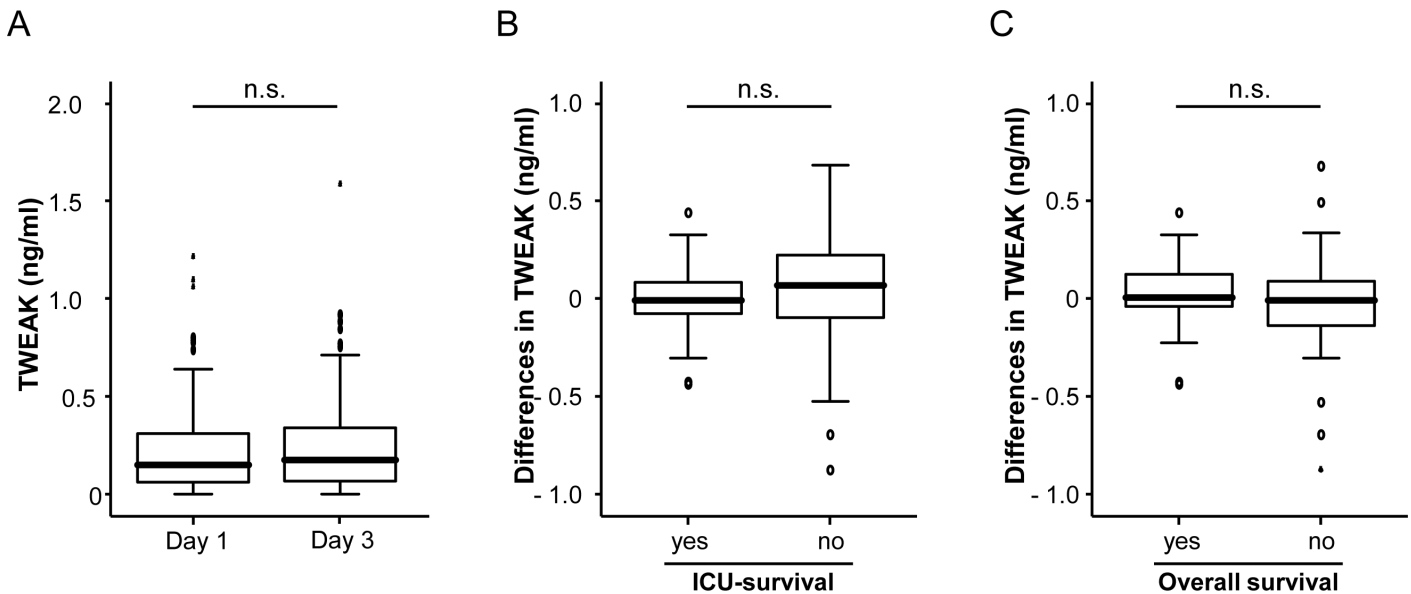 A
TWEAK (ng/ml)
2.0
1.5
1.0
0.5
0
n.s.
Day 1
Day 3
B
Differences in TWEAK (ng/ml)
1.0
0.5
0
- 0.5
- 1.0
n.s.
yes
no
ICU-survival
C
Differences in TWEAK (ng/ml)
1.0
0.5
0
- 0.5
- 1.0
n.s.
yes
no
Overall survival